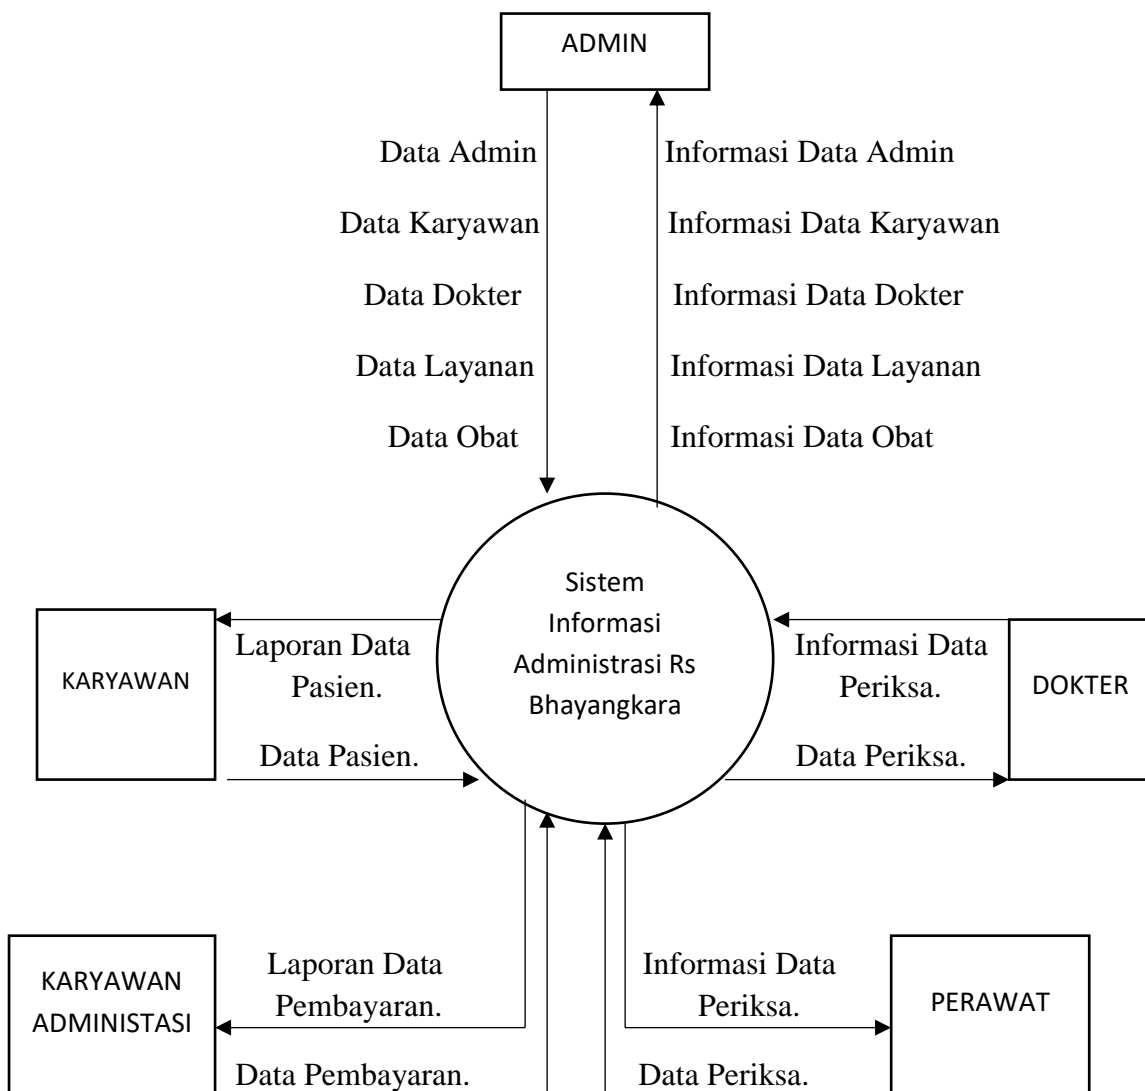 ADMIN
Data Admin
Informasi Data Admin
Data Karyawan
Informasi Data Karyawan
Data Dokter
Informasi Data Dokter
Data Layanan
Informasi Data Layanan
Data Obat
Informasi Data Obat
Sistem
Informasi
Administrasi Rs
Bhayangkara
KARYAWAN
Laporan Data
Pasien.
Data Pasien.
Informasi Data
Periksa.
Data Periksa.
DOKTER
KARYAWAN
ADMINISTASI
Laporan Data
Pembayaran.
Data Pembayaran.
Informasi Data
Periksa.
Data Periksa.
PERAWAT